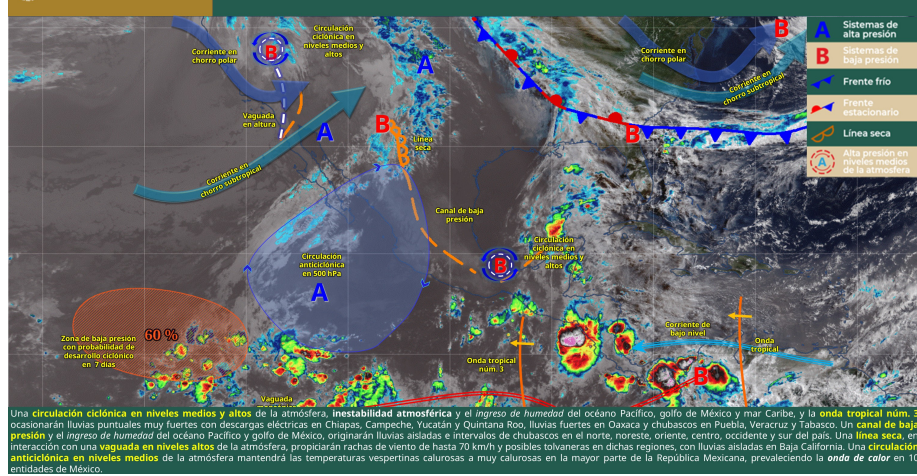 Circulación
ciclónica en
niveles medios y
altos
Corriente en
chorro polar
B
A
Vaguada
en altura
A
B
Línea
seca
Corriente en
chorro subtropical
Corriente en
chorro polar
B
Corriente en
chorro subtropical
B
A Sistemas de
alta presión
B Sistemas de
baja presión
Frente frío
Frente
estacionario
Línea seca
A Alta presión en
niveles medios
de la atmosfera
Canal de baja
presión
Circulación
ciclónica en
niveles medios y
altos
B
Circulación
anticiclónica
en 500 hPa
A
60 %
Zona de baja presión
con probabilidad de
desarrollo ciclónico
en 7 días
Onda tropical
núm. 3
Corriente de
bajo nivel
Onda
tropical
B
Vaguada
Una circulación ciclónica en niveles medios y altos de la atmósfera, inestabilidad atmosférica y el ingreso de humedad del océano Pacífico, golfo de México y mar Caribe, y la onda tropical núm. 3
ocasionarán lluvias puntuales muy fuertes con descargas eléctricas en Chiapas, Campeche, Yucatán y Quintana Roo, lluvias fuertes en Oaxaca y chubascos en Puebla, Veracruz y Tabasco. Un canal de baja
presión y el ingreso de humedad del océano Pacífico y golfo de México, originarán lluvias aisladas e intervalos de chubascos en el norte, noreste, oriente, centro, occidente y sur del país. Una línea seca, en
interacción con una vaguada en niveles altos de la atmósfera, propiciarán rachas de viento de hasta 70 km/h y posibles tolvaneras en dichas regiones, con lluvias aisladas en Baja California. Una circulación
anticiclónica en niveles medios de la atmósfera mantendrá las temperaturas vespertinas calurosas a muy calurosas en la mayor parte de la República Mexicana, prevaleciendo la onda de calor en 16
entidades de México.